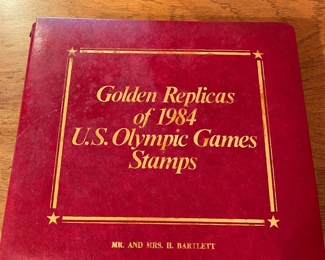 Golden Replicas
of 1984
U.S. Olympic Games
Stamps
MR. AND MRS. H. BARTLETT